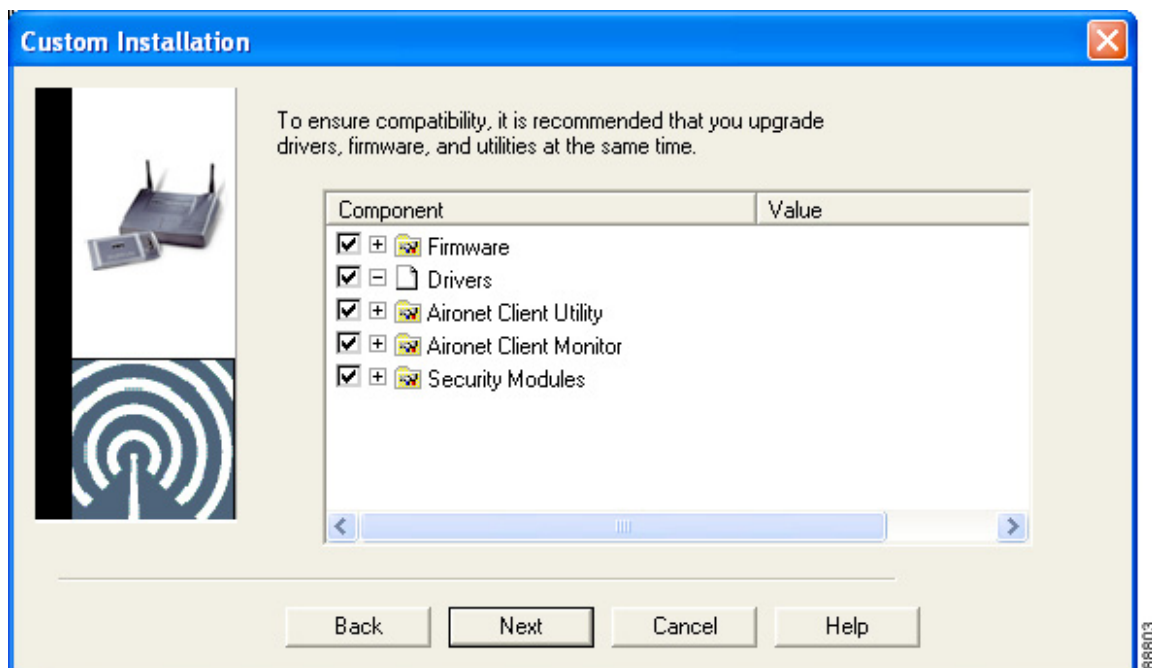 Custom Installation
To ensure compatibility, it is recommended that you upgrade
drivers, firmware, and utilities at the same time.
Component Value
Firmware
Drivers
Aironet Client Utility
Aironet Client Monitor
Security Modules
Back Next Cancel Help
88803